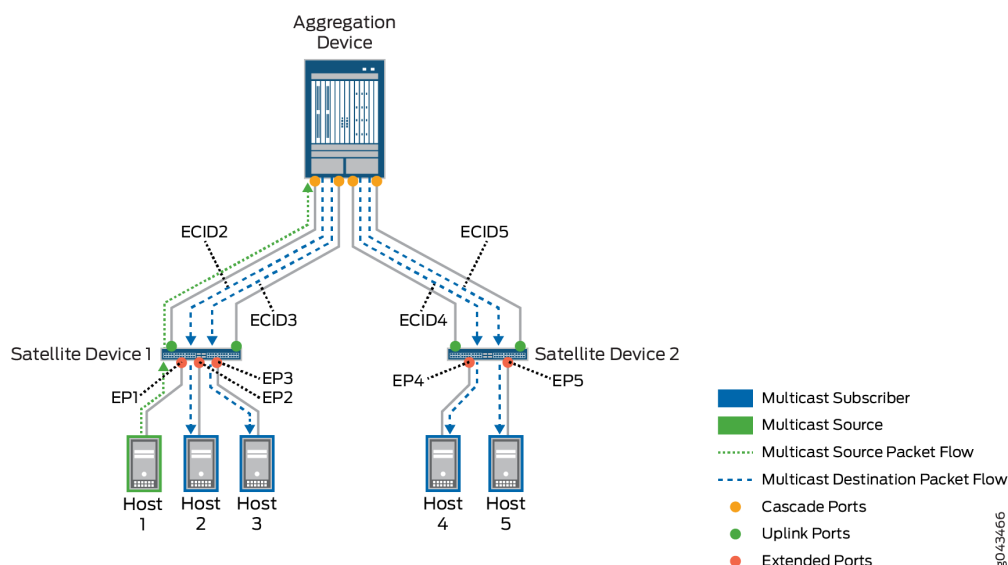 Aggregation
Device
ECID2
ECID5
ECID3
ECID4
Satellite Device 1
Satellite Device 2
EP3
EP1
EP2
EP4
EP5
Host
1
Host
2
Host
3
Host
4
Host
5
Multicast Subscriber
Multicast Source
Multicast Source Packet Flow
Multicast Destination Packet Flow
Cascade Ports
Uplink Ports
Extended Ports
g043466